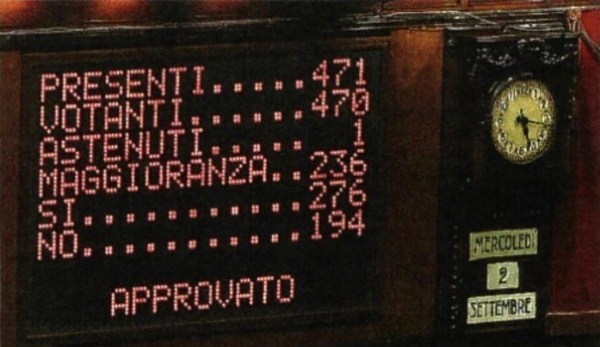 PRESENTI.....471
VOTANTI......470
ASTENUTI..... 1
MAGGIORANZA..236
SI...........276
NO...........194
APPROVATO
MERCOLEDI
2
SETTEMBRE